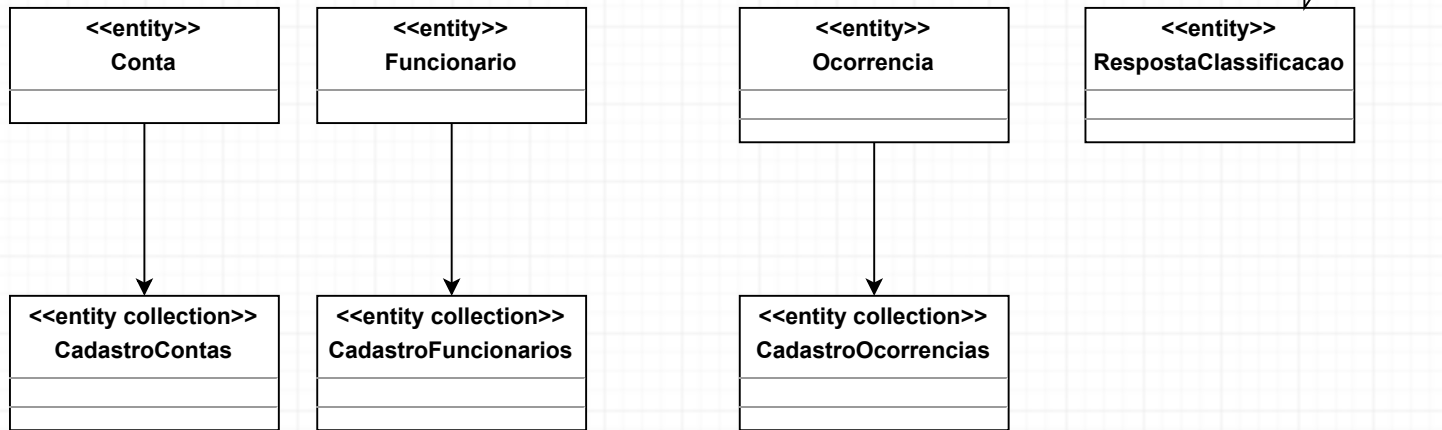 <<entity>>
Conta
<<entity>>
Funcionario
<<entity>>
Ocorrencia
<<entity>>
RespostaClassificacao
<<entity collection>>
CadastroContas
<<entity collection>>
CadastroFuncionarios
<<entity collection>>
CadastroOcorrencias